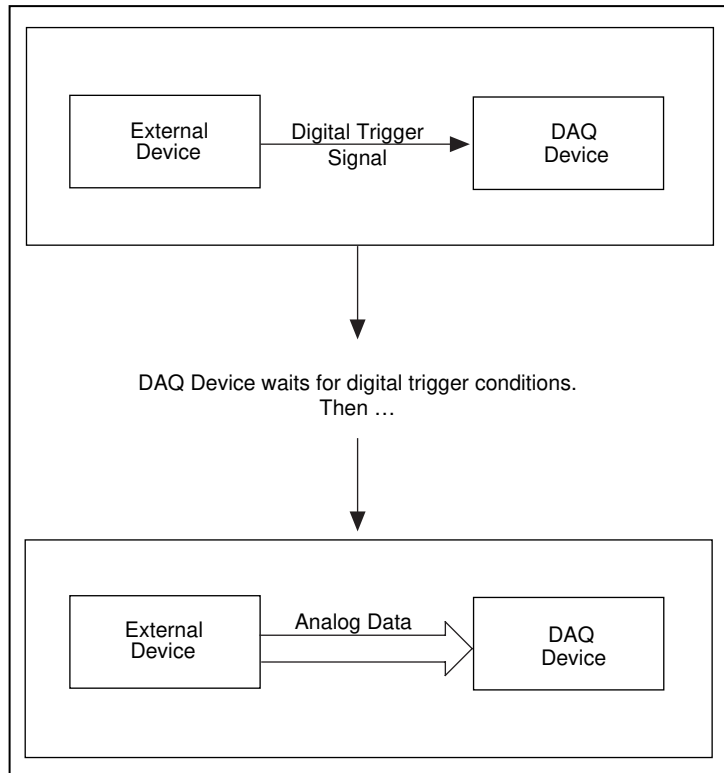 External
Device
Digital Trigger
Signal
DAQ
Device
DAQ Device waits for digital trigger conditions.
Then …
External
Device
Analog Data
DAQ
Device